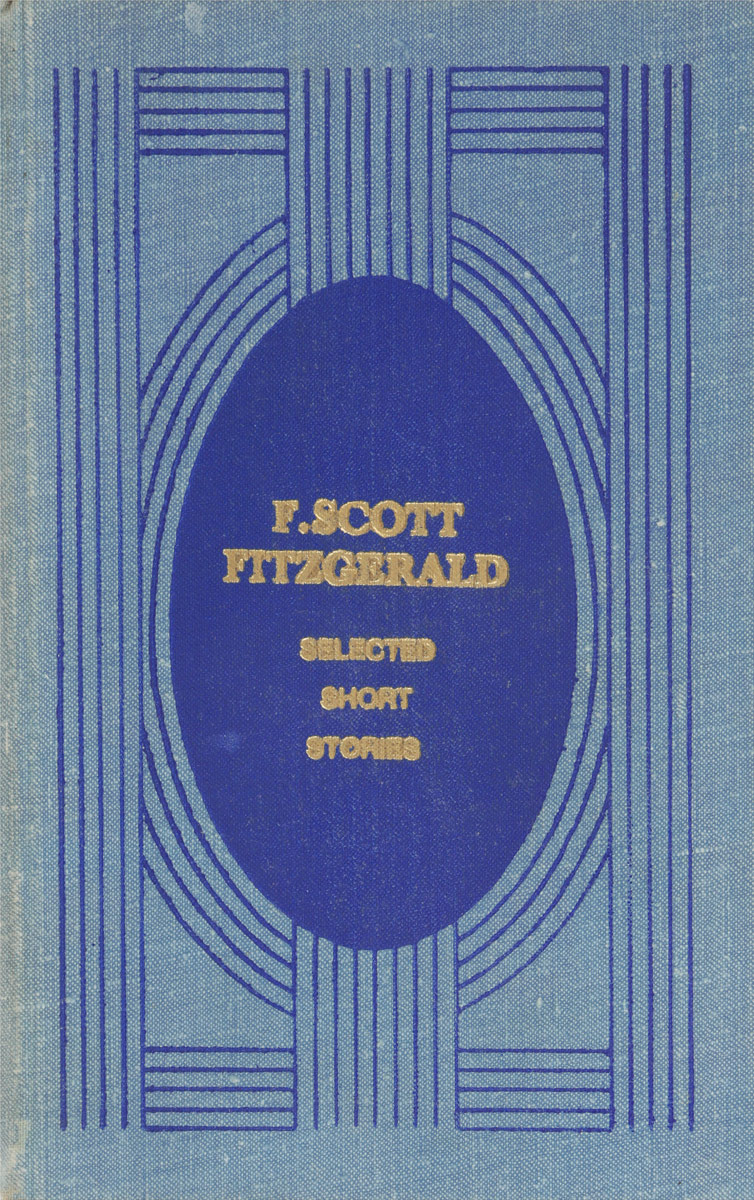 F. SCOTT
FITZGERALD
SELECTED
SHORT
STORIES